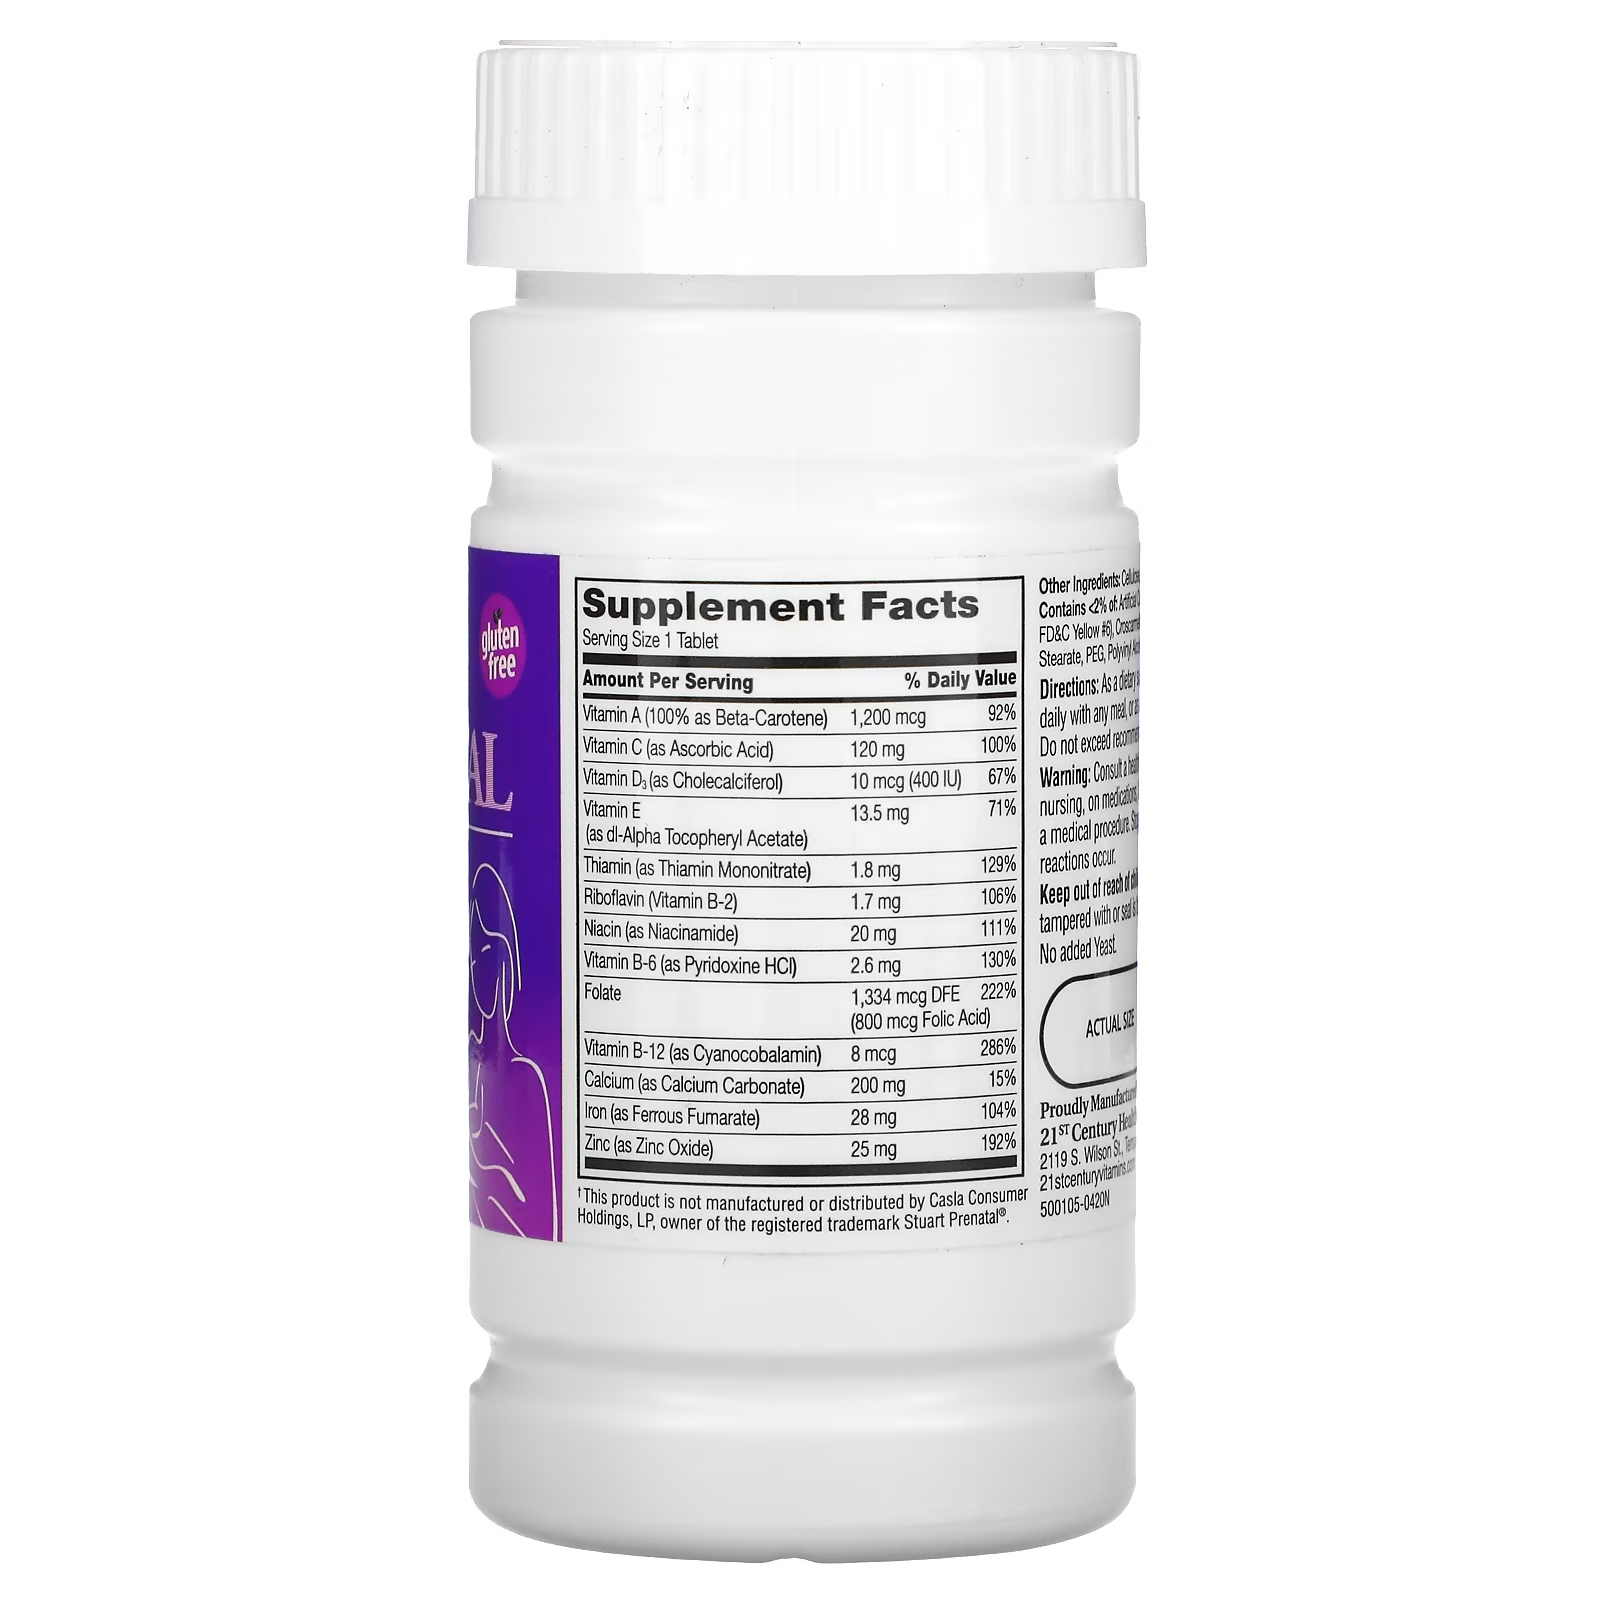 gluten
free
AL
Supplement Facts
Serving Size 1 Tablet
Amount Per Serving % Daily Value
Vitamin A (100% as Beta-Carotene) 1,200 mcg 92%
Vitamin C (as Ascorbic Acid) 120 mg 100%
Vitamin D3 (as Cholecalciferol) 10 mcg (400 IU) 67%
Vitamin E 13.5 mg 71%
(as dl-Alpha Tocopheryl Acetate)
Thiamin (as Thiamin Mononitrate) 1.8 mg 129%
Riboflavin (Vitamin B-2) 1.7 mg 106%
Niacin (as Niacinamide) 20 mg 111%
Vitamin B-6 (as Pyridoxine HCl) 2.6 mg 130%
Folate 1,334 mcg DFE 222%
(800 mcg Folic Acid)
Vitamin B-12 (as Cyanocobalamin) 8 mcg 286%
Calcium (as Calcium Carbonate) 200 mg 15%
Iron (as Ferrous Fumarate) 28 mg 104%
Zinc (as Zinc Oxide) 25 mg 192%
†This product is not manufactured or distributed by Casla Consumer
Holdings, LP, owner of the registered trademark Stuart Prenatal®.
Other Ingredients: Cellulose
Contains <2% of: Artificial
FD&C Yellow #6),
Stearate, PEG, Polyvinyl
Directions: As a dietary
daily with any meal, or
Do not exceed
Warning: Consult a
nursing, on medications,
a medical procedure.
reactions occur.
Keep out of reach of
tampered with or seal is
No added Yeast.
ACTUAL SIZE
Proudly
21ST Century
2119 S. Wilson St.,
21stcenturyvitamins.com
500105-0420N